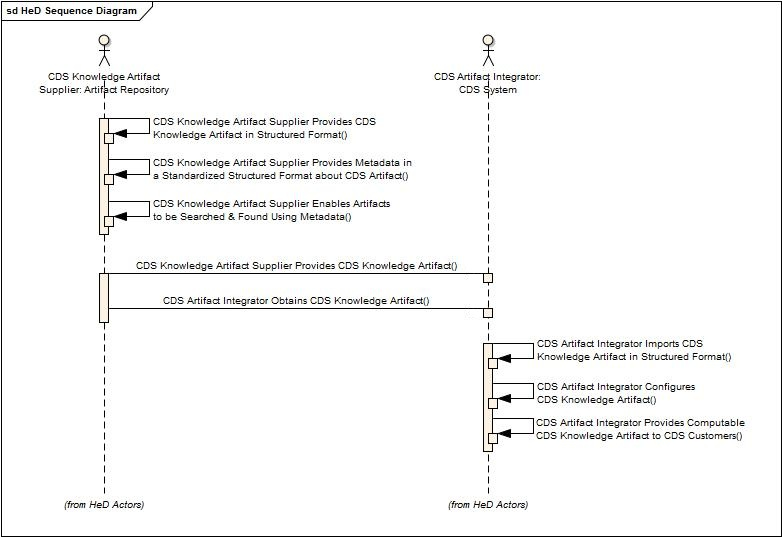 sd HeD Sequence Diagram
CDS Knowledge Artifact
Supplier: Artifact Repository
CDS Artifact Integrator:
CDS System
CDS Knowledge Artifact Supplier Provides CDS
Knowledge Artifact in Structured Format()
CDS Knowledge Artifact Supplier Provides Metadata in
a Standardized Structured Format about CDS Artifact()
CDS Knowledge Artifact Supplier Enables Artifacts
to be Searched & Found Using Metadata()
CDS Knowledge Artifact Supplier Provides CDS Knowledge Artifact()
CDS Artifact Integrator Obtains CDS Knowledge Artifact()
CDS Artifact Integrator Imports CDS
Knowledge Artifact in Structured Format()
CDS Artifact Integrator Configures
CDS Knowledge Artifact()
CDS Artifact Integrator Provides Computable
CDS Knowledge Artifact to CDS Customers()
(from HeD Actors)
(from HeD Actors)